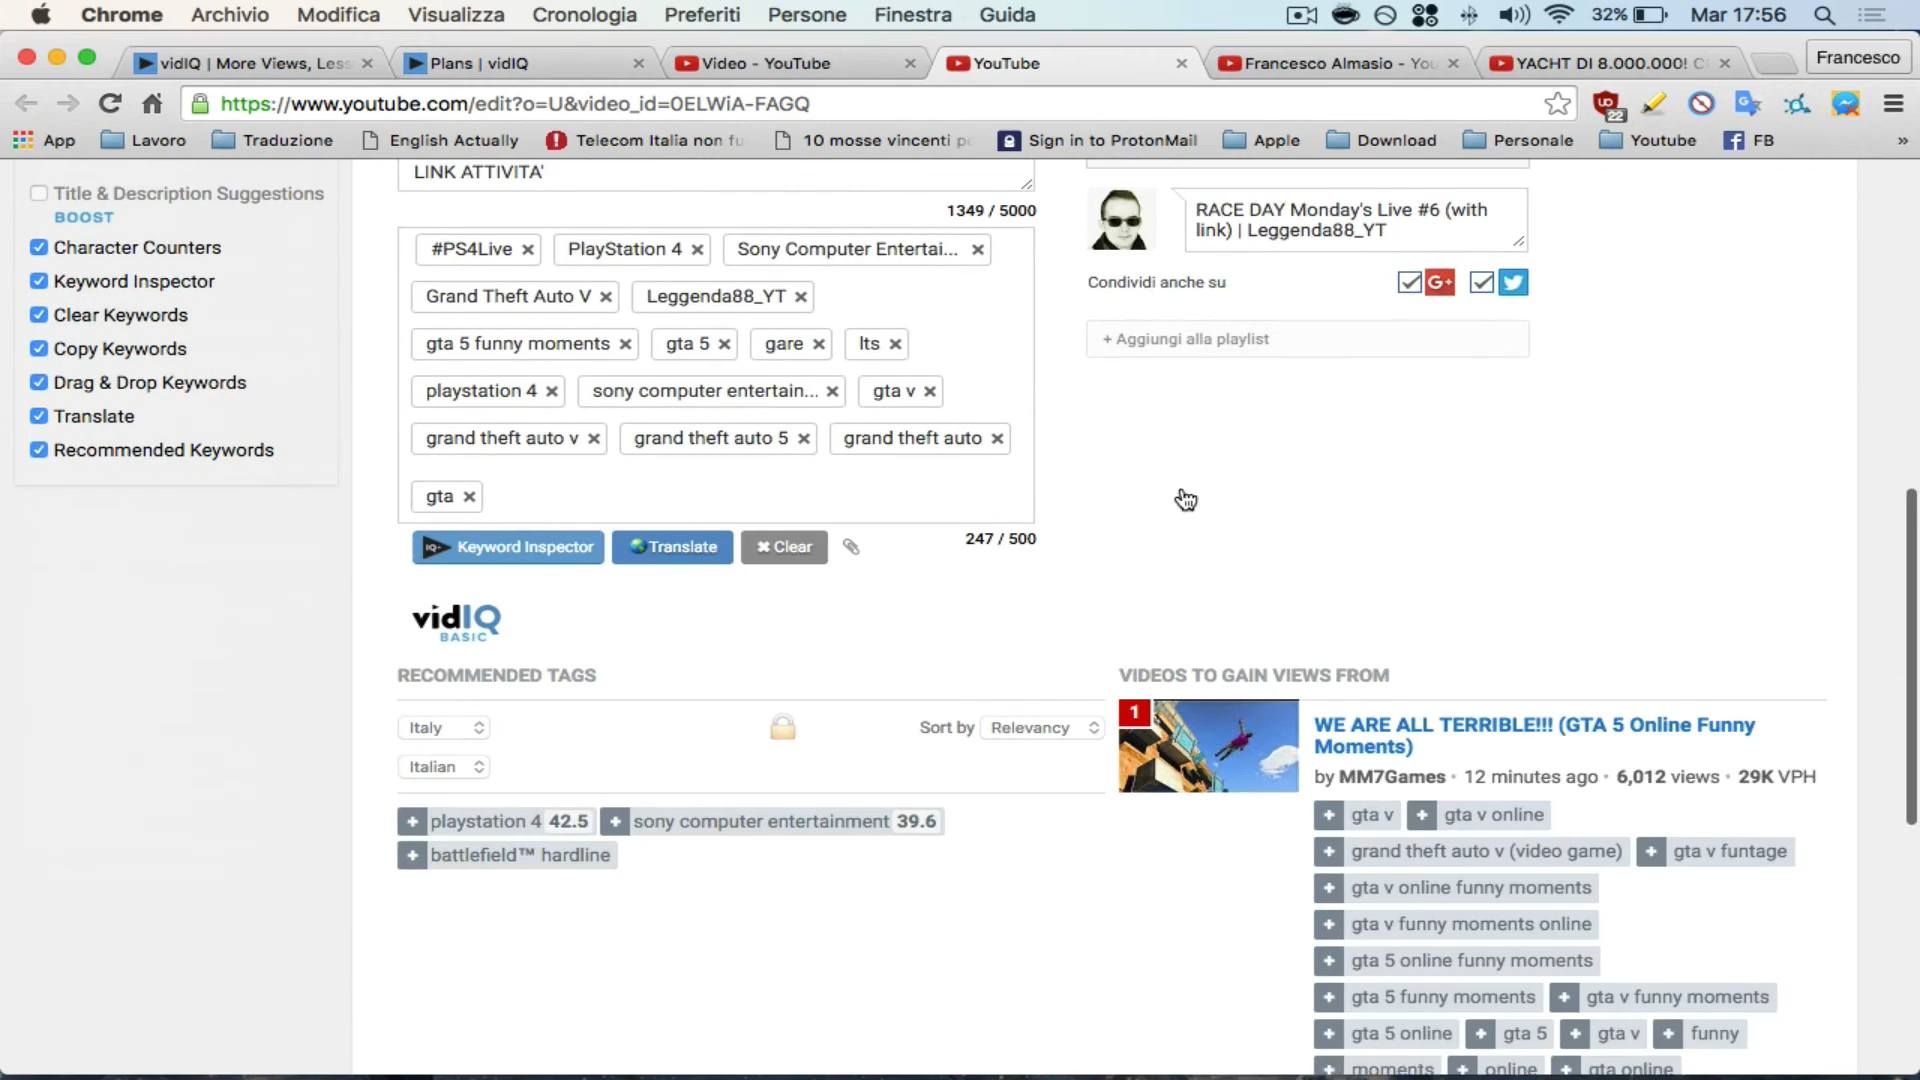 Chrome Archivio Modifica Visualizza Cronologia Preferiti Persone Finestra Guida 32% Mar 17:56
vidIQ | More Views, Less Plans | vidIQ Video - YouTube YouTube Francesco Almasio - You YACHT DI 8.000.000! Francesco
https://www.youtube.com/edit?o=U&video_id=0ELWiA-FAGQ 22
App Lavoro Traduzione English Actually Telecom Italia non fu 10 mosse vincenti pe Sign in to ProtonMail Apple Download Personale Youtube FB »
Title & Description Suggestions
BOOST
Character Counters
Keyword Inspector
Clear Keywords
Copy Keywords
Drag & Drop Keywords
Translate
Recommended Keywords
LINK ATTIVITA'
1349 / 5000
#PS4Live PlayStation 4 Sony Computer Entertai...
Grand Theft Auto V Leggenda88_YT
gta 5 funny moments gta 5 gare lts
playstation 4 sony computer entertain... gta v
grand theft auto v grand theft auto 5 grand theft auto
gta
Keyword Inspector Translate Clear 247 / 500
RACE DAY Monday's Live #6 (with
link) | Leggenda88_YT
Condividi anche su G+
+ Aggiungi alla playlist
vidIQ
BASIC
RECOMMENDED TAGS
Italy Sort by Relevancy
Italian
+ playstation 4 42.5 + sony computer entertainment 39.6
+ battlefield™ hardline
VIDEOS TO GAIN VIEWS FROM
1
WE ARE ALL TERRIBLE!!! (GTA 5 Online Funny
Moments)
by MM7Games · 12 minutes ago · 6,012 views · 29K VPH
+ gta v + gta v online
+ grand theft auto v (video game) + gta v funtage
+ gta v online funny moments
+ gta v funny moments online
+ gta 5 online funny moments
+ gta 5 funny moments + gta v funny moments
+ gta 5 online + gta 5 + gta v + funny
+ moments + online + gta online